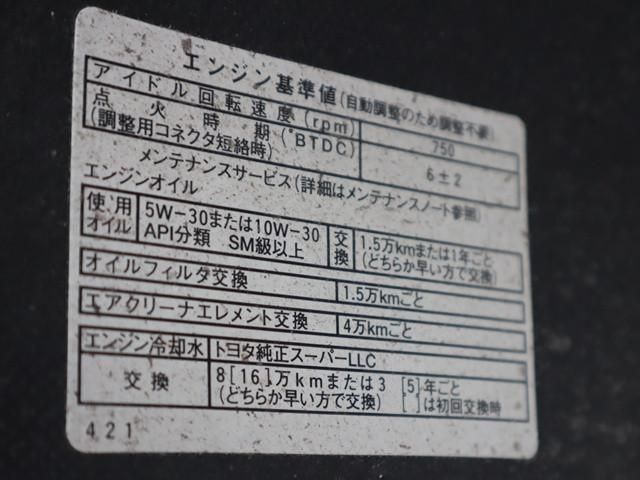 エンジン基準値(自動調整のため調整不要)
アイドル回転速度(rpm) 750
点火時期(°BTDC) 6±2
(調整用コネクタ短絡時)
メンテナンスサービス(詳細はメンテナンスノート参照)
エンジンオイル
使用オイル 5W-30または10W-30 交換 1.5万kmまたは1年ごと
API分類 SM級以上 (どちらか早い方で交換)
オイルフィルタ交換 1.5万kmごと
エアクリーナエレメント交換 4万kmごと
エンジン冷却水 トヨタ純正スーパーLLC
交換 8[16]万kmまたは3[5]年ごと
(どちらか早い方で交換) [ ]は初回交換時
421